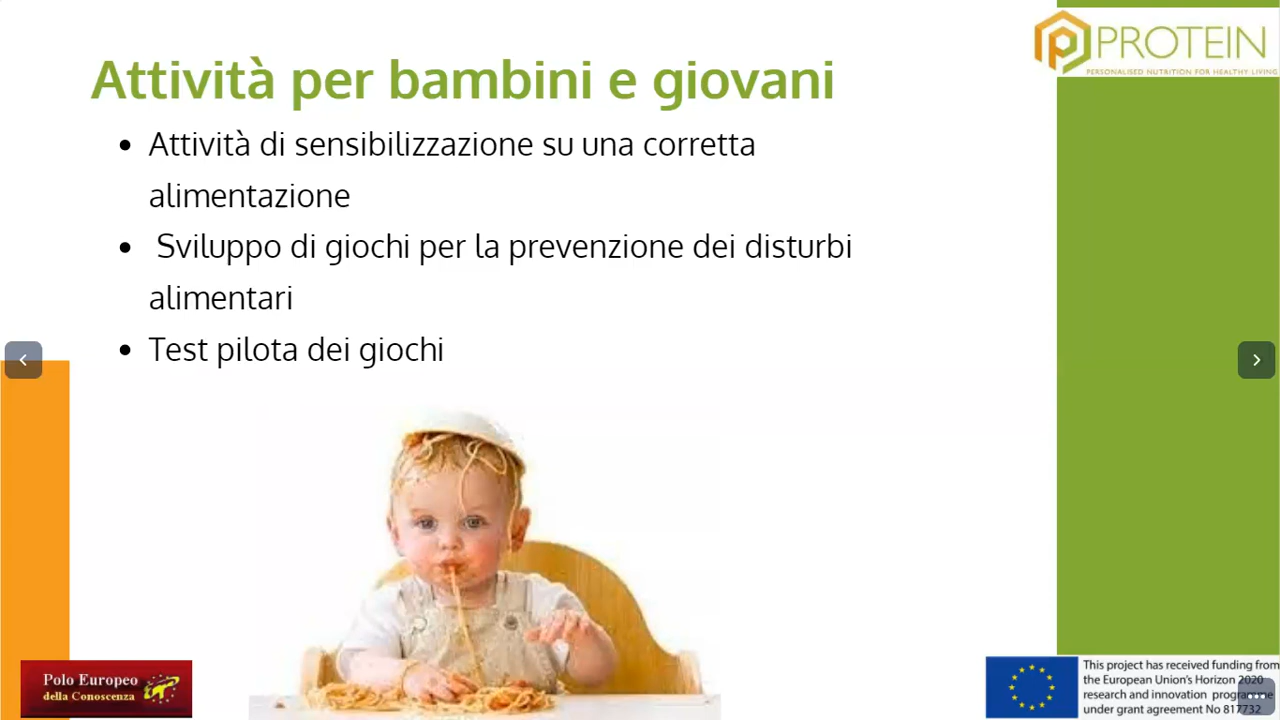 PROTEIN
PERSONALISED NUTRITION FOR HEALTHY LIVING
Attività per bambini e giovani
• Attività di sensibilizzazione su una corretta
alimentazione
• Sviluppo di giochi per la prevenzione dei disturbi
alimentari
• Test pilota dei giochi
Polo Europeo
della Conoscenza
This project has received funding from
the European Union's Horizon 2020
research and innovation programme
under grant agreement No 817732